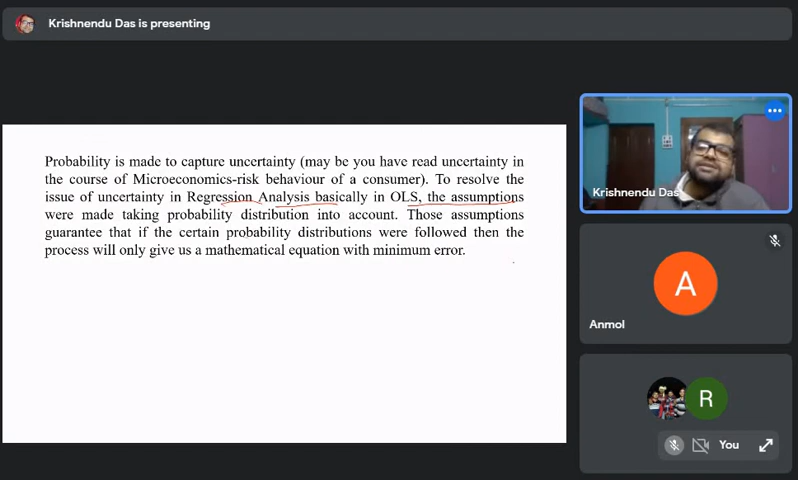 Krishnendu Das is presenting
Probability is made to capture uncertainty (may be you have read uncertainty in
the course of Microeconomics-risk behaviour of a consumer). To resolve the
issue of uncertainty in Regression Analysis basically in OLS, the assumptions
were made taking probability distribution into account. Those assumptions
guarantee that if the certain probability distributions were followed then the
process will only give us a mathematical equation with minimum error.
Krishnendu Das
A
Anmol
R
You